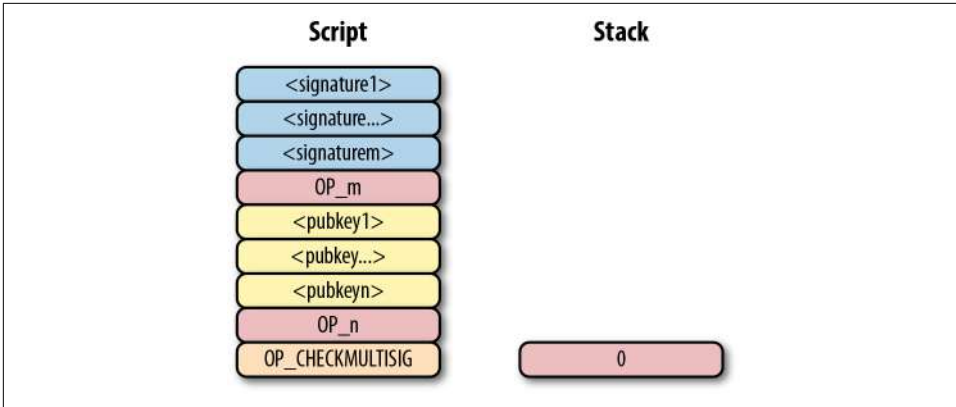 Script Stack
<signature1>
<signature...>
<signaturem>
OP_m
<pubkey1>
<pubkey...>
<pubkeyn>
OP_n
OP_CHECKMULTISIG 0